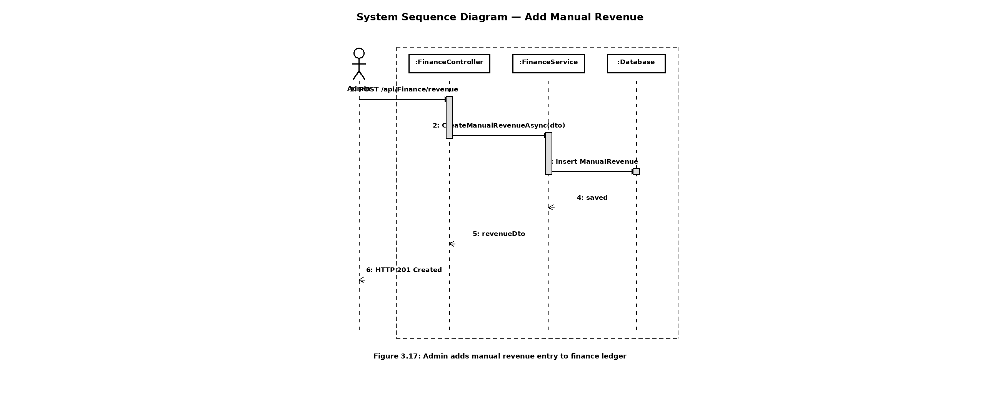 System Sequence Diagram — Add Manual Revenue
:FinanceController
:FinanceService
:Database
Admin
1: POST /api/Finance/revenue
2: CreateManualRevenueAsync(dto)
: insert ManualRevenue
4: saved
5: revenueDto
6: HTTP 201 Created
Figure 3.17: Admin adds manual revenue entry to finance ledger